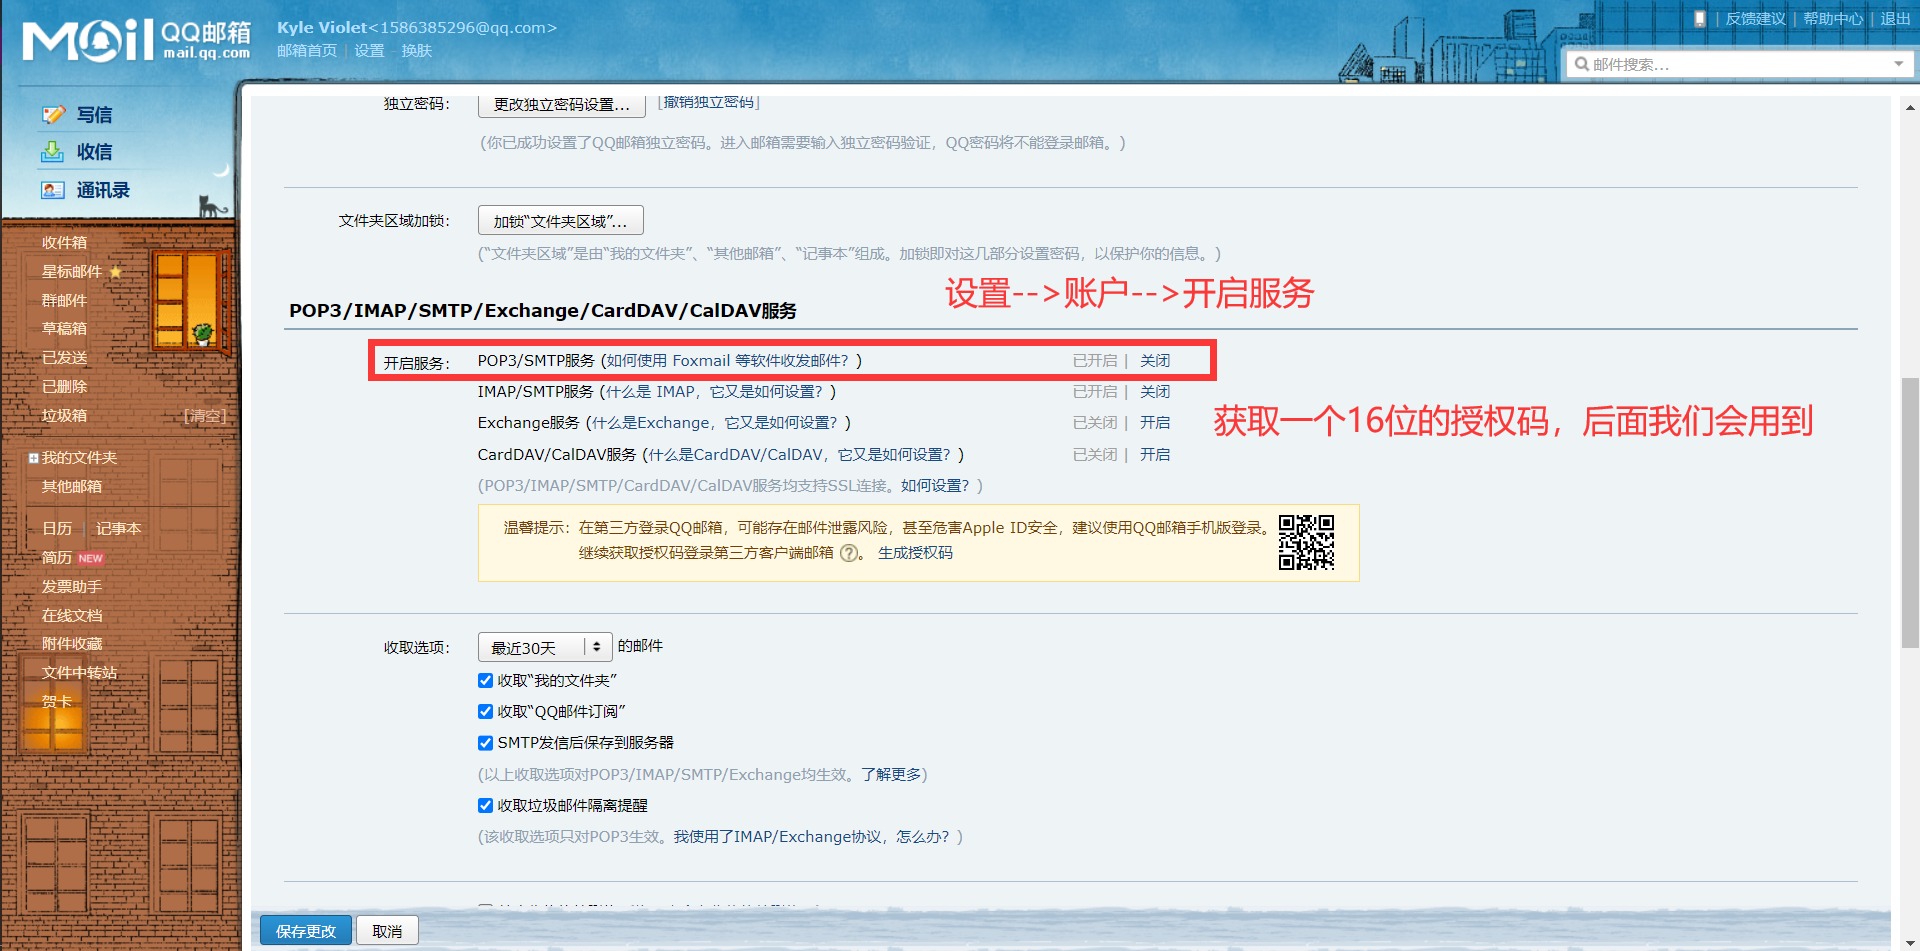 Mail QQ邮箱
mail.qq.com
Kyle Violet<1586385296@qq.com>
邮箱首页 | 设置 - 换肤
| 反馈建议 | 帮助中心 | 退出
邮件搜索...
写信
收信
通讯录
收件箱
星标邮件
群邮件
草稿箱
已发送
已删除
垃圾箱 [清空]
我的文件夹
其他邮箱
日历 | 记事本
简历 NEW
发票助手
在线文档
附件收藏
文件中转站
贺卡
独立密码： 更改独立密码设置... [撤销独立密码]
(你已成功设置了QQ邮箱独立密码。进入邮箱需要输入独立密码验证，QQ密码将不能登录邮箱。)
文件夹区域加锁： 加锁“文件夹区域”...
(“文件夹区域”是由“我的文件夹”、“其他邮箱”、“记事本”组成。加锁即对这几部分设置密码，以保护你的信息。)
设置-->账户-->开启服务
POP3/IMAP/SMTP/Exchange/CardDAV/CalDAV服务
开启服务： POP3/SMTP服务 (如何使用 Foxmail 等软件收发邮件？) 已开启 | 关闭
IMAP/SMTP服务 (什么是 IMAP，它又是如何设置？) 已开启 | 关闭
获取一个16位的授权码，后面我们会用到
Exchange服务 (什么是Exchange，它又是如何设置？) 已关闭 | 开启
CardDAV/CalDAV服务 (什么是CardDAV/CalDAV，它又是如何设置？) 已关闭 | 开启
(POP3/IMAP/SMTP/CardDAV/CalDAV服务均支持SSL连接。如何设置？)
温馨提示：在第三方登录QQ邮箱，可能存在邮件泄露风险，甚至危害Apple ID安全，建议使用QQ邮箱手机版登录。
继续获取授权码登录第三方客户端邮箱 ? 。 生成授权码
收取选项： 最近30天 的邮件
收取“我的文件夹”
收取“QQ邮件订阅”
SMTP发信后保存到服务器
(以上收取选项对POP3/IMAP/SMTP/Exchange均生效。了解更多)
收取垃圾邮件隔离提醒
(该收取选项只对POP3生效。我使用了IMAP/Exchange协议，怎么办？)
保存更改 取消